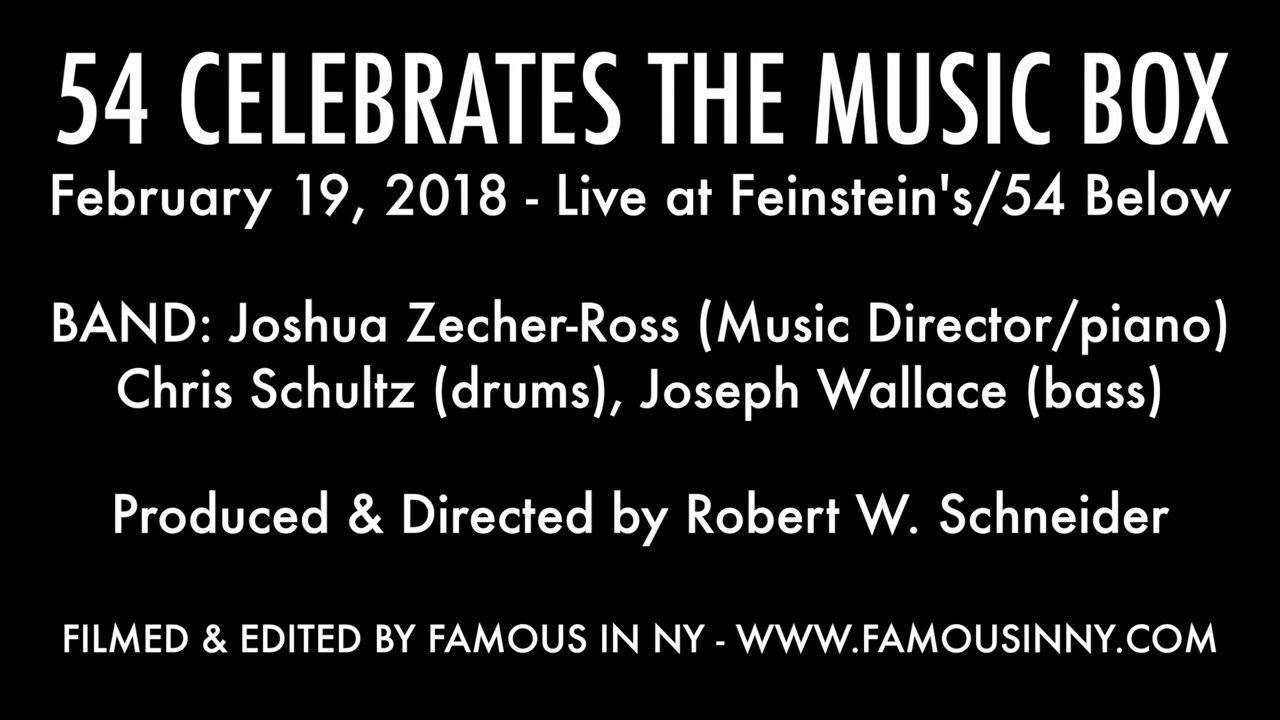 54 CELEBRATES THE MUSIC BOX
February 19, 2018 - Live at Feinstein's/54 Below
BAND: Joshua Zecher-Ross (Music Director/piano)
Chris Schultz (drums), Joseph Wallace (bass)
Produced & Directed by Robert W. Schneider
FILMED & EDITED BY FAMOUS IN NY - WWW.FAMOUSINNY.COM